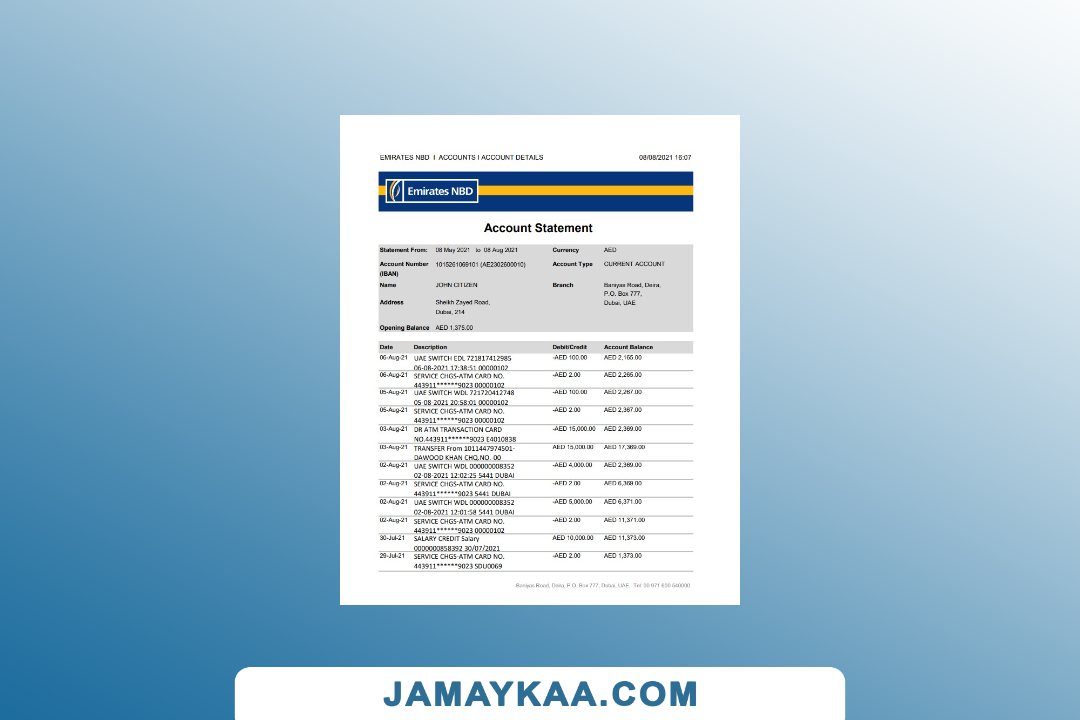 EMIRATES NBD I ACCOUNTS I ACCOUNT DETAILS 08/08/2021 16:07
Emirates NBD
Account Statement
Statement From: 08 May 2021 to 08 Aug 2021 Currency AED
Account Number 1015261069101 (AE2302600010) Account Type CURRENT ACCOUNT
(IBAN)
Name JOHN CITIZEN Branch Baniyas Road, Deira,
P.O. Box 777,
Address Sheikh Zayed Road, Dubai, UAE
Dubai, 214
Opening Balance AED 1,375.00
Date Description Debit/Credit Account Balance
06-Aug-21 UAE SWITCH EDL 721817412985 -AED 100.00 AED 2,165.00
06-08-2021 17:38:51 00000102
06-Aug-21 SERVICE CHGS-ATM CARD NO. -AED 2.00 AED 2,265.00
443911******9023 00000102
05-Aug-21 UAE SWITCH WDL 721720412748 -AED 100.00 AED 2,267.00
05-08-2021 20:58:01 00000102
05-Aug-21 SERVICE CHGS-ATM CARD NO. -AED 2.00 AED 2,367.00
443911******9023 00000102
03-Aug-21 DR ATM TRANSACTION CARD -AED 15,000.00 AED 2,369.00
NO.443911******9023 E4010838
03-Aug-21 TRANSFER From 1011447974501- AED 15,000.00 AED 17,369.00
DAWOOD KHAN CHQ.NO. 00
02-Aug-21 UAE SWITCH WDL 000000008352 -AED 4,000.00 AED 2,369.00
02-08-2021 12:02:25 5441 DUBAI
02-Aug-21 SERVICE CHGS-ATM CARD NO. -AED 2.00 AED 6,369.00
443911******9023 5441 DUBAI
02-Aug-21 UAE SWITCH WDL 000000008352 -AED 5,000.00 AED 6,371.00
02-08-2021 12:01:58 5441 DUBAI
02-Aug-21 SERVICE CHGS-ATM CARD NO. -AED 2.00 AED 11,371.00
443911******9023 00000102
30-Jul-21 SALARY CREDIT Salary AED 10,000.00 AED 11,373.00
0000000858392 30/07/2021
29-Jul-21 SERVICE CHGS-ATM CARD NO. -AED 2.00 AED 1,373.00
443911******9023 SDU0069
Baniyas Road, Deira, P.O. Box 777, Dubai, UAE, Tel: 00 971 600 540000
JAMAYKAA.COM